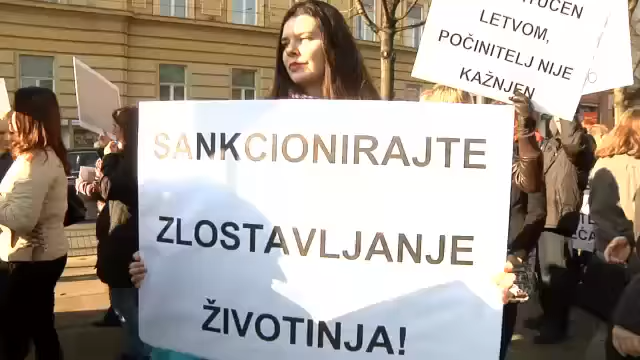 LETVOM,
POČINITELJ NIJE
KAŽNJEN
SANKCIONIRAJTE
ZLOSTAVLJANJE
ŽIVOTINJA!